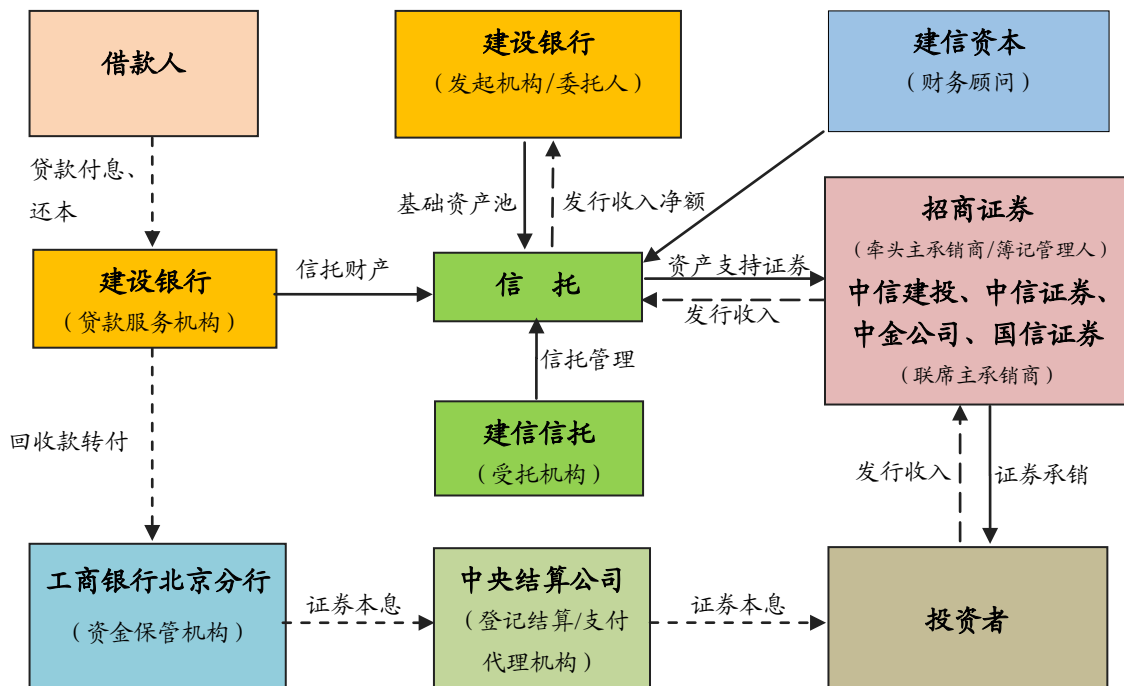 借款人
建设银行
（发起机构/委托人）
建信资本
（财务顾问）
贷款付息、
还本
基础资产池
发行收入净额
招商证券
（牵头主承销商/簿记管理人）
中信建投、中信证券、
中金公司、国信证券
（联席主承销商）
建设银行
（贷款服务机构）
信托财产
信 托
资产支持证券
发行收入
信托管理
回收款转付
建信信托
（受托机构）
发行收入
证券承销
工商银行北京分行
（资金保管机构）
证券本息
中央结算公司
（登记结算/支付
代理机构）
证券本息
投资者